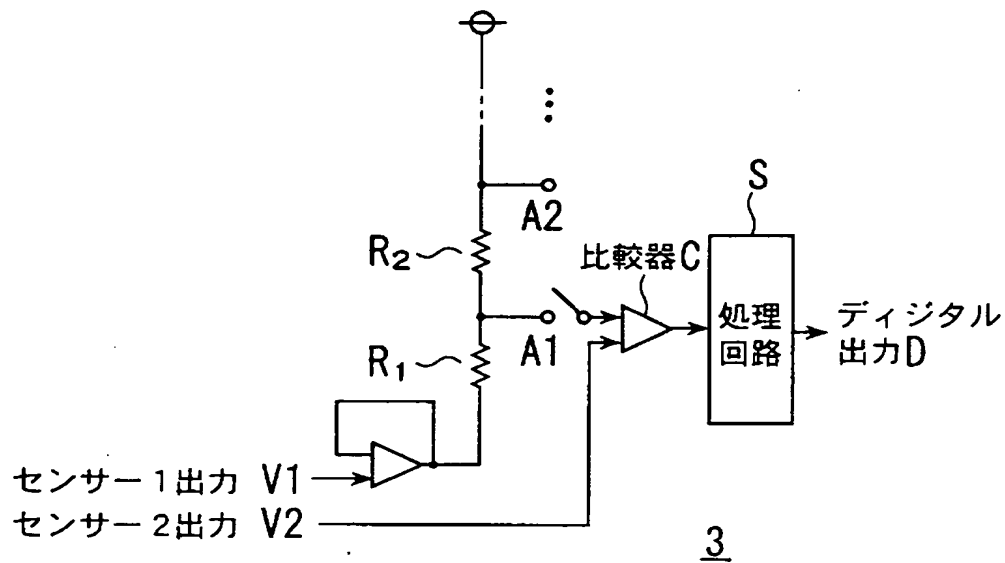 S
A2
R2
比較器C
処理
回路
ディジタル
出力D
A1
R1
センサー1出力 V1
センサー2出力 V2
3